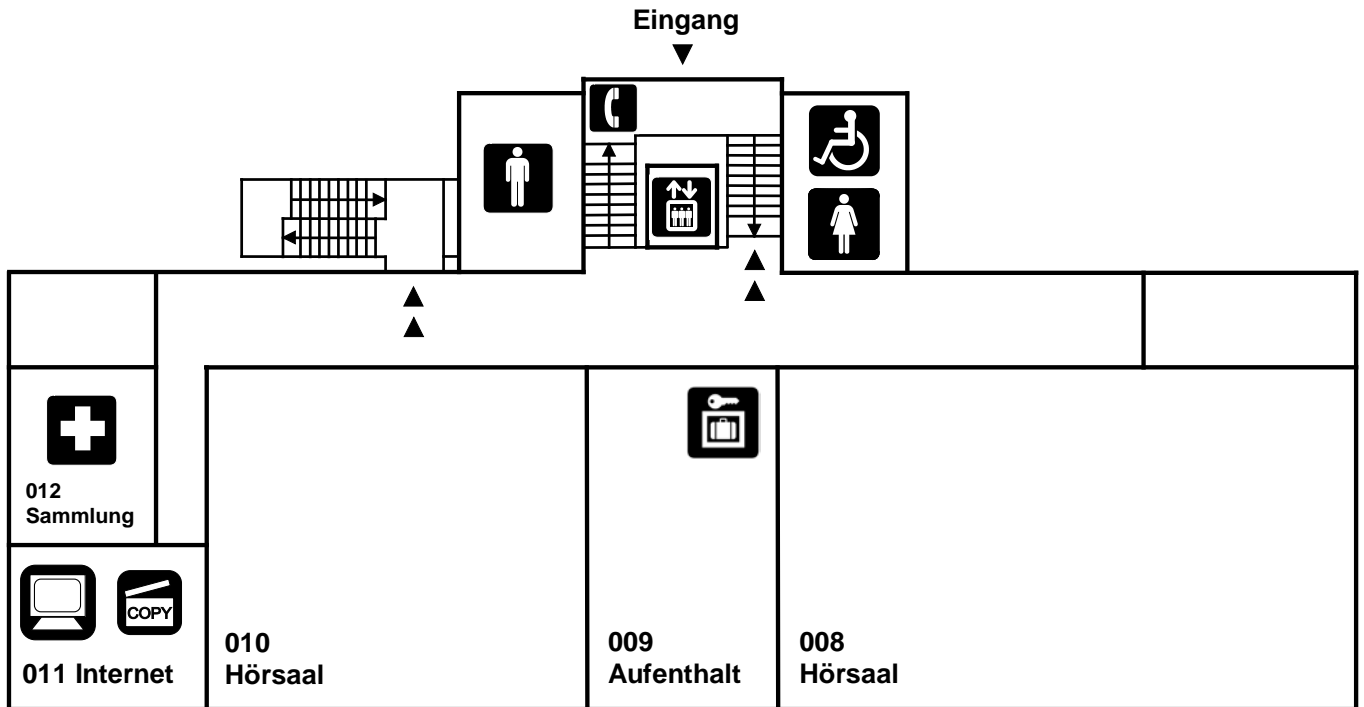 Eingang
012
Sammlung
COPY
011 Internet
010
Hörsaal
009
Aufenthalt
008
Hörsaal